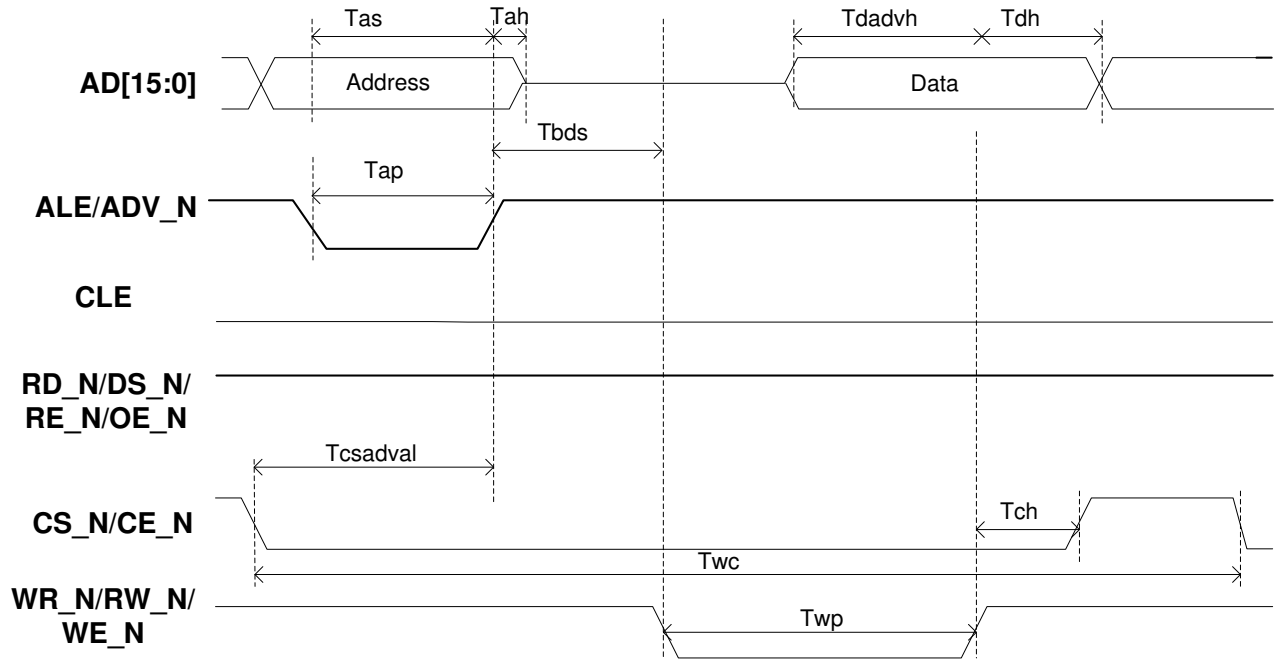 Tas Tah Tdadvh Tdh
AD[15:0] Address Data
Tbds
Tap
ALE/ADV_N
CLE
RD_N/DS_N/
RE_N/OE_N
Tcsadval
CS_N/CE_N Tch
Twc
WR_N/RW_N/
WE_N Twp